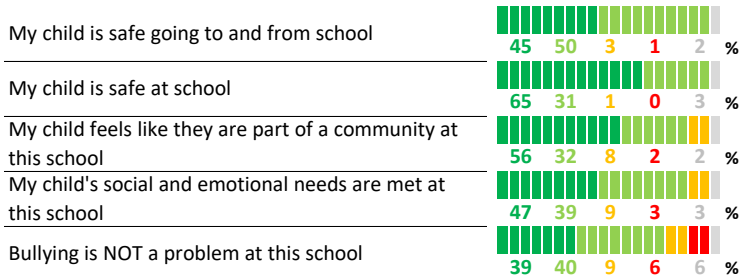 My child is safe going to and from school
45 50 3 1 2 %
My child is safe at school
65 31 1 0 3 %
My child feels like they are part of a community at
this school
56 32 8 2 2 %
My child's social and emotional needs are met at
this school
47 39 9 3 3 %
Bullying is NOT a problem at this school
39 40 9 6 6 %